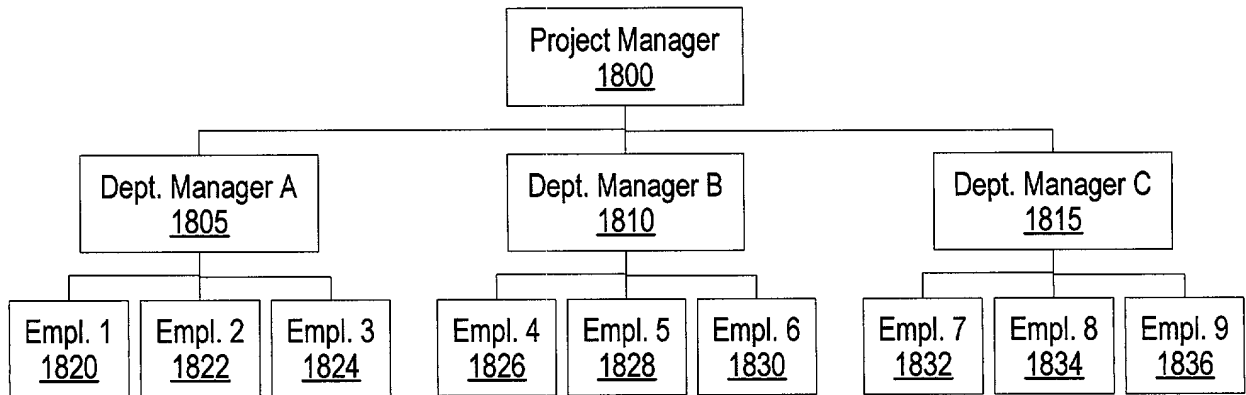 Project Manager
1800
Dept. Manager A
1805
Dept. Manager B
1810
Dept. Manager C
1815
Empl. 1
1820
Empl. 2
1822
Empl. 3
1824
Empl. 4
1826
Empl. 5
1828
Empl. 6
1830
Empl. 7
1832
Empl. 8
1834
Empl. 9
1836